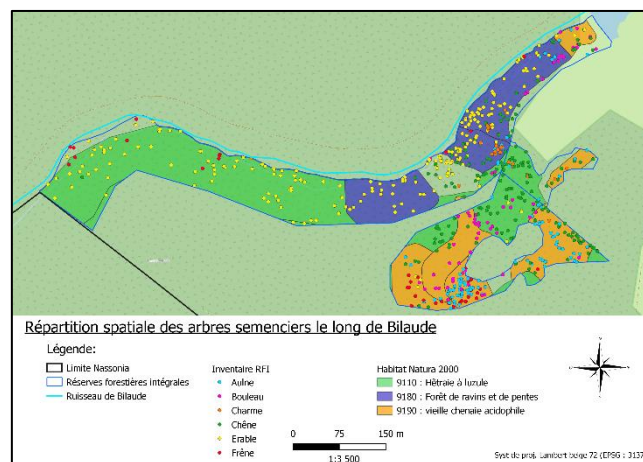 Répartition spatiale des arbres semenciers le long de Bilaude
Légende:
Limite Nassonia
Réserves forestières intégrales
Ruisseau de Bilaude
Inventaire RFI
Aulne
Bouleau
Charme
Chêne
Erable
Frêne
Habitat Natura 2000
9110 : Hêtraie à luzule
9180 : Forêt de ravins et de pentes
9190 : vieille chenaie acidophile
0 75 150 m
1:3 500
Syst de proj. Lambert belge 72 (EPSG : 3137